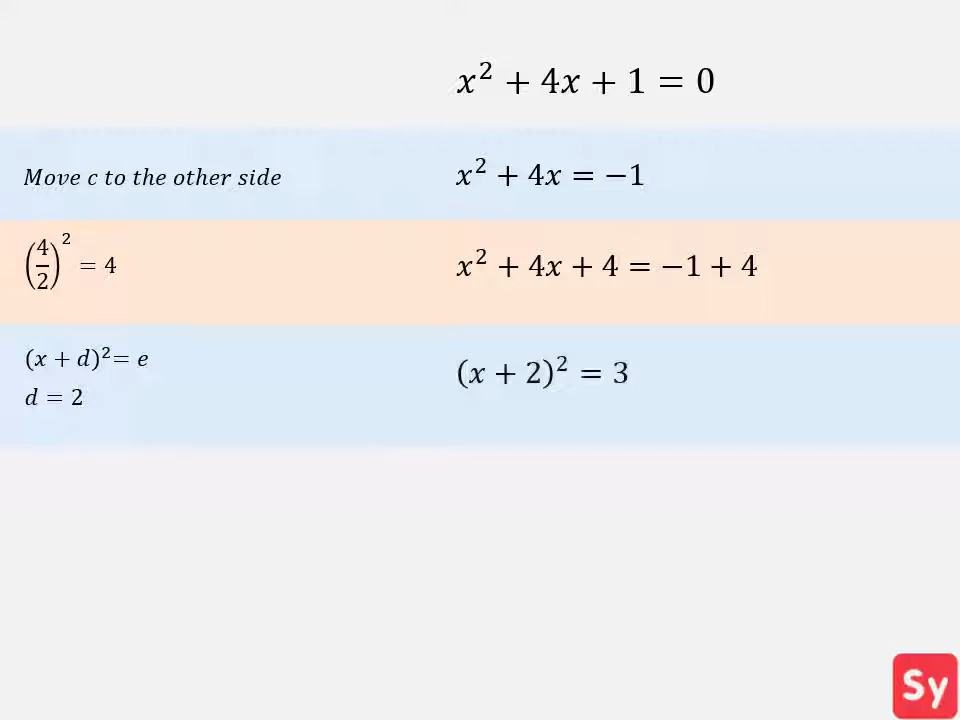 x² + 4x + 1 = 0
Move c to the other side
x² + 4x = −1
(4/2)² = 4
x² + 4x + 4 = −1 + 4
(x + d)² = e
d = 2
(x + 2)² = 3
Sy